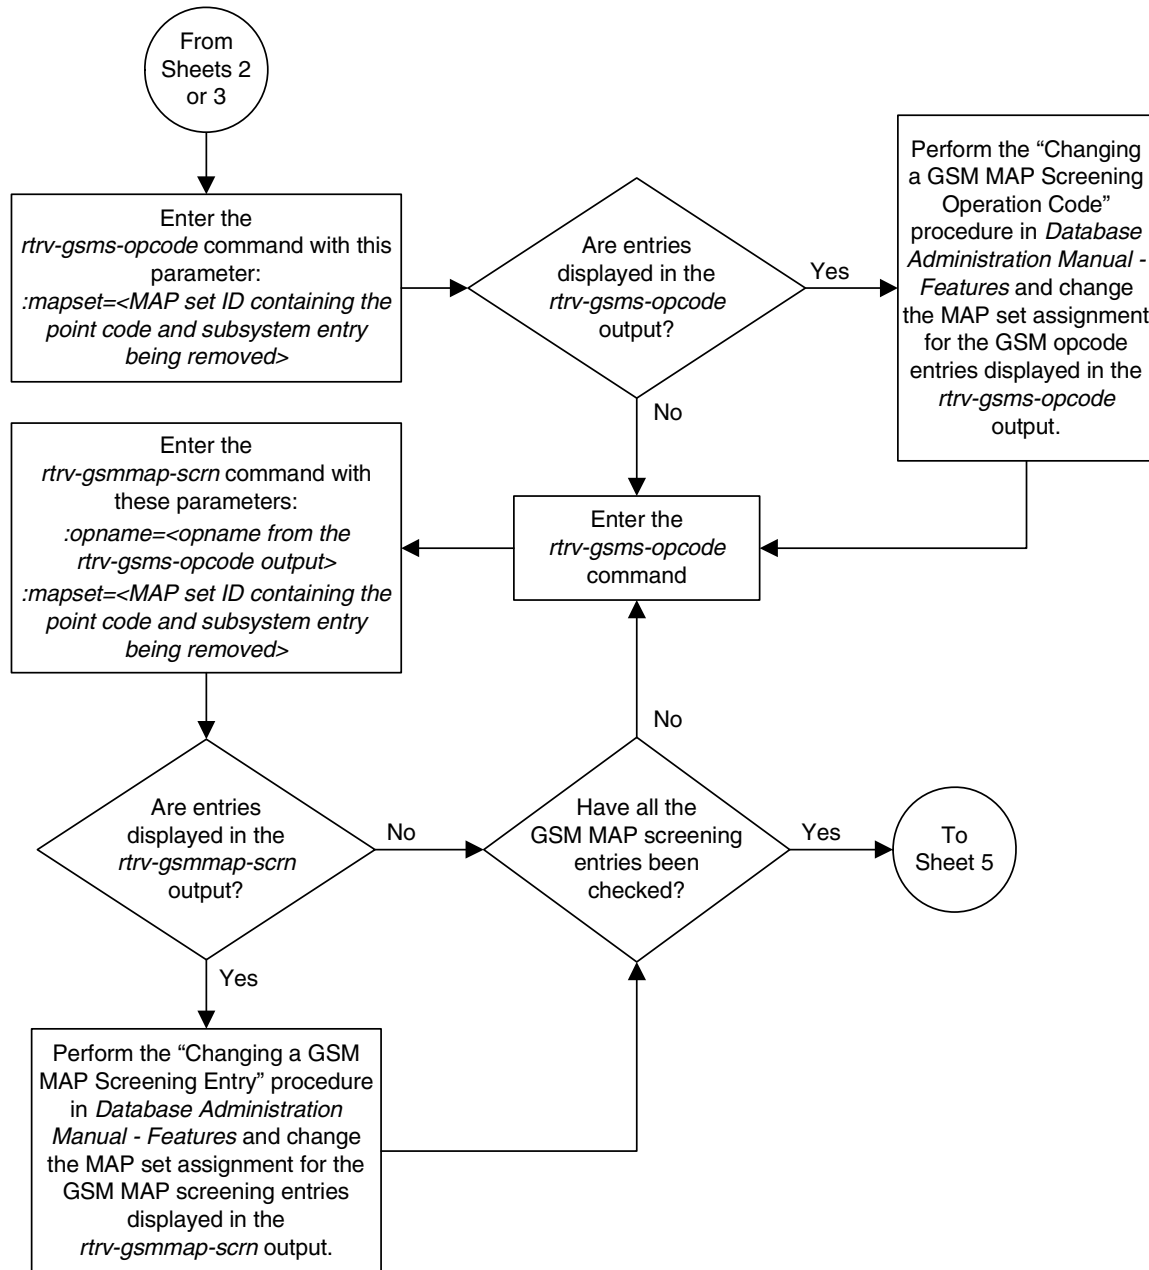 From
Sheets 2
or 3
Enter the
rtrv-gsms-opcode command with this
parameter:
:mapset=<MAP set ID containing the
point code and subsystem entry
being removed>
Are entries
displayed in the
rtrv-gsms-opcode
output?
Yes
No
Perform the “Changing
a GSM MAP Screening
Operation Code”
procedure in Database
Administration Manual -
Features and change
the MAP set assignment
for the GSM opcode
entries displayed in the
rtrv-gsms-opcode
output.
Enter the
rtrv-gsms-opcode
command
Enter the
rtrv-gsmmap-scrn command with
these parameters:
:opname=<opname from the
rtrv-gsms-opcode output>
:mapset=<MAP set ID containing the
point code and subsystem entry
being removed>
Are entries
displayed in the
rtrv-gsmmap-scrn
output?
No
Yes
Have all the
GSM MAP screening
entries been
checked?
No
Yes
To
Sheet 5
Perform the “Changing a GSM
MAP Screening Entry” procedure
in Database Administration
Manual - Features and change
the MAP set assignment for the
GSM MAP screening entries
displayed in the
rtrv-gsmmap-scrn output.